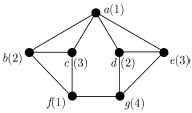 a(1)
b(2) c(3) d(2) e(3)
f(1) g(4)